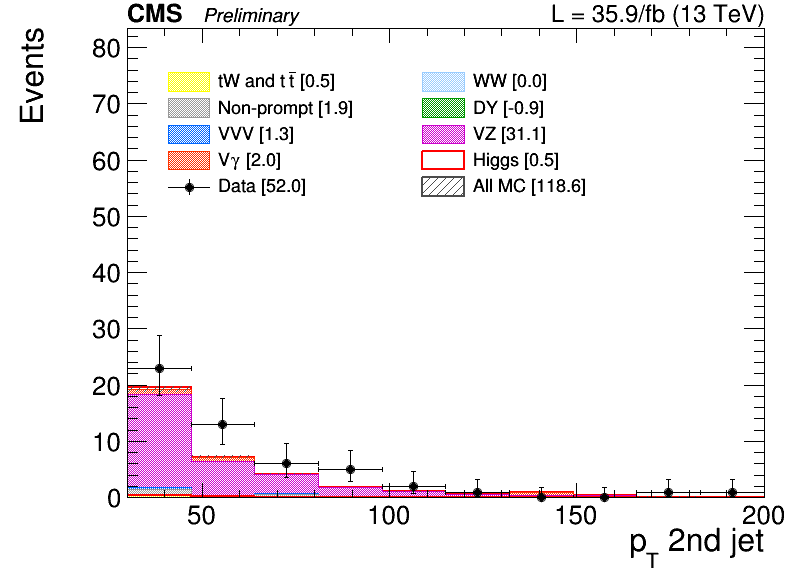 CMS Preliminary L = 35.9/fb (13 TeV)
Events
80
70
60
50
40
30
20
10
0
tW and t t̅ [0.5]
WW [0.0]
Non-prompt [1.9]
DY [-0.9]
VVV [1.3]
VZ [31.1]
Vγ [2.0]
Higgs [0.5]
Data [52.0]
All MC [118.6]
50 100 150 200
p_T 2nd jet